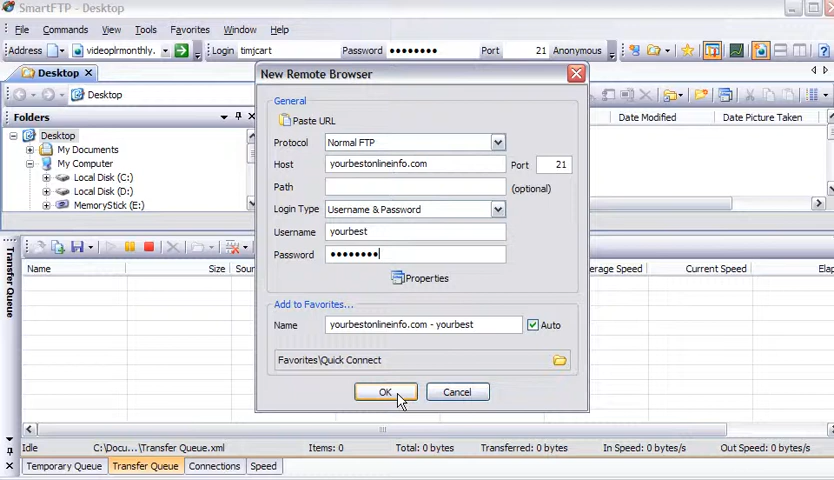 SmartFTP - Desktop
File Commands View Tools Favorites Window Help
Address videoplrmonthly. Login timjcart Password ●●●●●●●● Port 21 Anonymous
Desktop
Desktop
Folders
Desktop
My Documents
My Computer
Local Disk (C:)
Local Disk (D:)
MemoryStick (E:)
Date Modified Date Picture Taken
New Remote Browser
General
Paste URL
Protocol Normal FTP
Host yourbestonlineinfo.com Port 21
Path (optional)
Login Type Username & Password
Username yourbest
Password ●●●●●●●●
Properties
Add to Favorites...
Name yourbestonlineinfo.com - yourbest Auto
Favorites\Quick Connect
OK Cancel
Transfer Queue
Name Size Sour verage Speed Current Speed
Idle C:\Docu...\Transfer Queue.xml Items: 0 Total: 0 bytes Transferred: 0 bytes In Speed: 0 bytes/s Out Speed: 0 bytes/s
Temporary Queue Transfer Queue Connections Speed